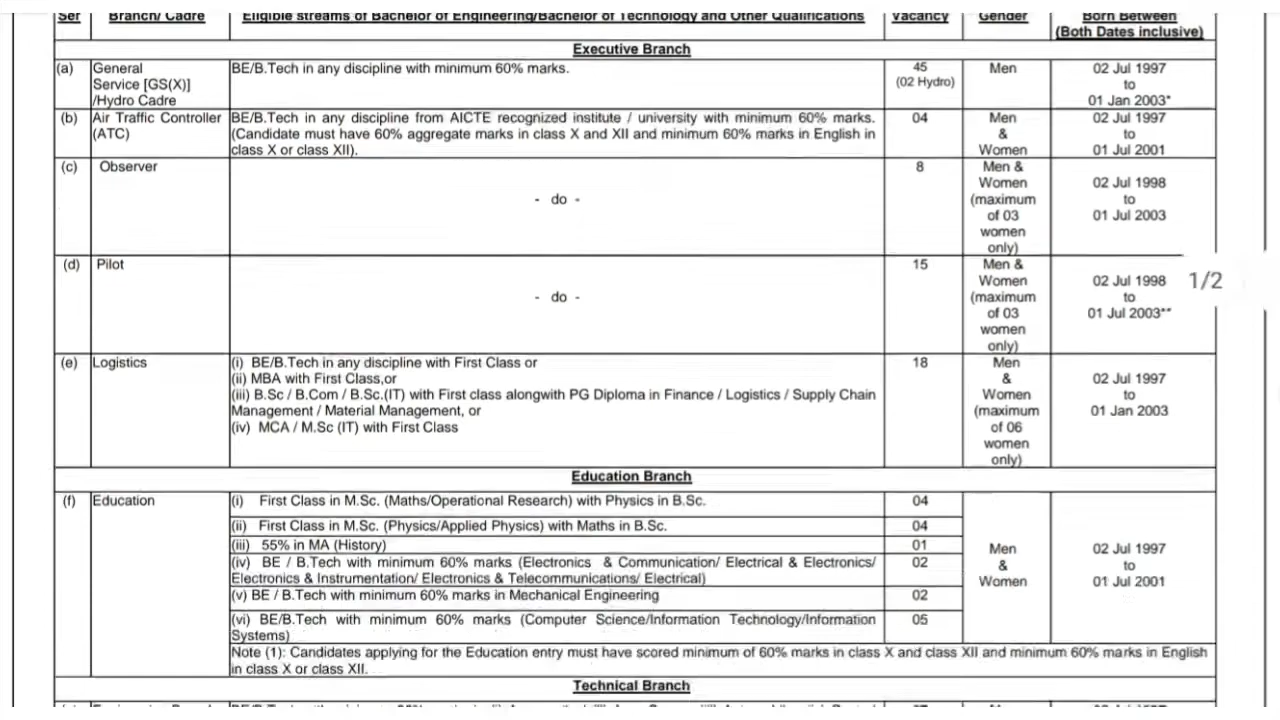 Ser Branch/ Cadre Eligible streams of Bachelor of Engineering/Bachelor of Technology and Other Qualifications Vacancy Gender Born Between
(Both Dates inclusive)
Executive Branch
(a) General BE/B.Tech in any discipline with minimum 60% marks. 45 Men 02 Jul 1997
Service [GS(X)] (02 Hydro) to
/Hydro Cadre 01 Jan 2003*
(b) Air Traffic Controller BE/B.Tech in any discipline from AICTE recognized institute / university with minimum 60% marks. 04 Men 02 Jul 1997
(ATC) (Candidate must have 60% aggregate marks in class X and XII and minimum 60% marks in English in & to
class X or class XII). Women 01 Jul 2001
(c) Observer 8 Men &
Women 02 Jul 1998
- do - (maximum to
of 03 01 Jul 2003
women
only)
(d) Pilot 15 Men &
Women 02 Jul 1998 1/2
- do - (maximum to
of 03 01 Jul 2003**
women
only)
(e) Logistics (i) BE/B.Tech in any discipline with First Class or 18 Men
(ii) MBA with First Class,or & 02 Jul 1997
(iii) B.Sc / B.Com / B.Sc.(IT) with First class alongwith PG Diploma in Finance / Logistics / Supply Chain Women to
Management / Material Management, or (maximum 01 Jan 2003
(iv) MCA / M.Sc (IT) with First Class of 06
women
only)
Education Branch
(f) Education (i) First Class in M.Sc. (Maths/Operational Research) with Physics in B.Sc. 04
(ii) First Class in M.Sc. (Physics/Applied Physics) with Maths in B.Sc. 04
(iii) 55% in MA (History) 01 Men 02 Jul 1997
(iv) BE / B.Tech with minimum 60% marks (Electronics & Communication/ Electrical & Electronics/ 02 & to
Electronics & Instrumentation/ Electronics & Telecommunications/ Electrical) Women 01 Jul 2001
(v) BE / B.Tech with minimum 60% marks in Mechanical Engineering 02
(vi) BE/B.Tech with minimum 60% marks (Computer Science/Information Technology/Information 05
Systems)
Note (1): Candidates applying for the Education entry must have scored minimum of 60% marks in class X and class XII and minimum 60% marks in English
in class X or class XII.
Technical Branch